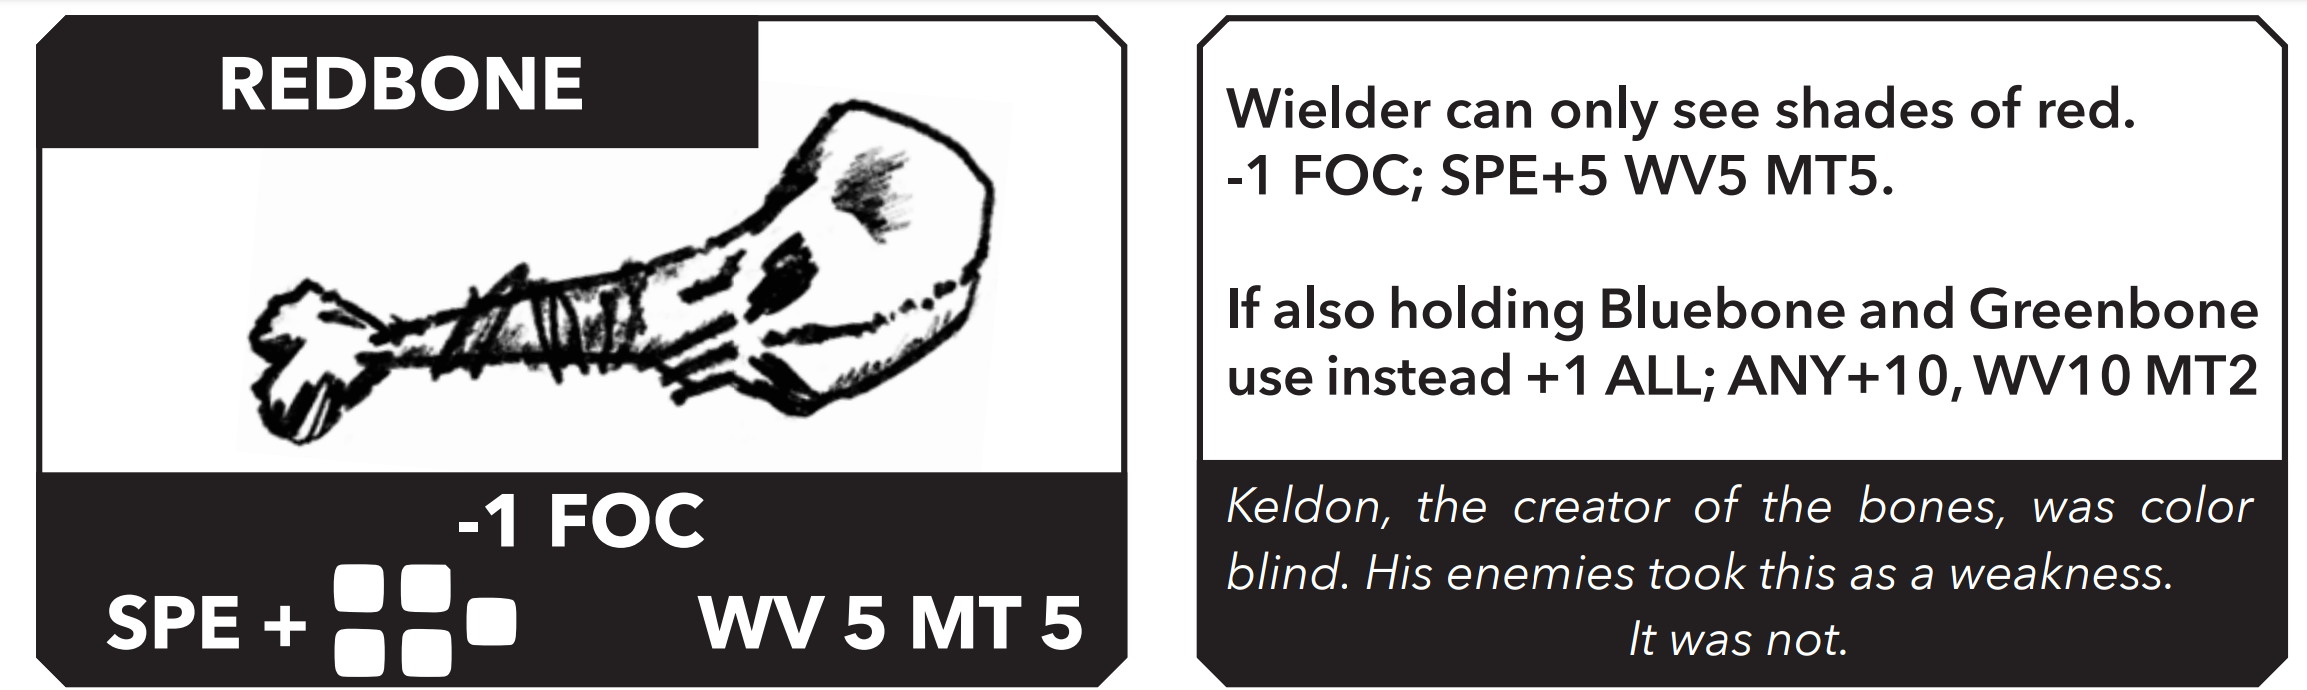 REDBONE
-1 FOC
SPE +
WV 5 MT 5
Wielder can only see shades of red.
-1 FOC; SPE+5 WV5 MT5.
If also holding Bluebone and Greenbone
use instead +1 ALL; ANY+10, WV10 MT2
Keldon, the creator of the bones, was color
blind. His enemies took this as a weakness.
It was not.